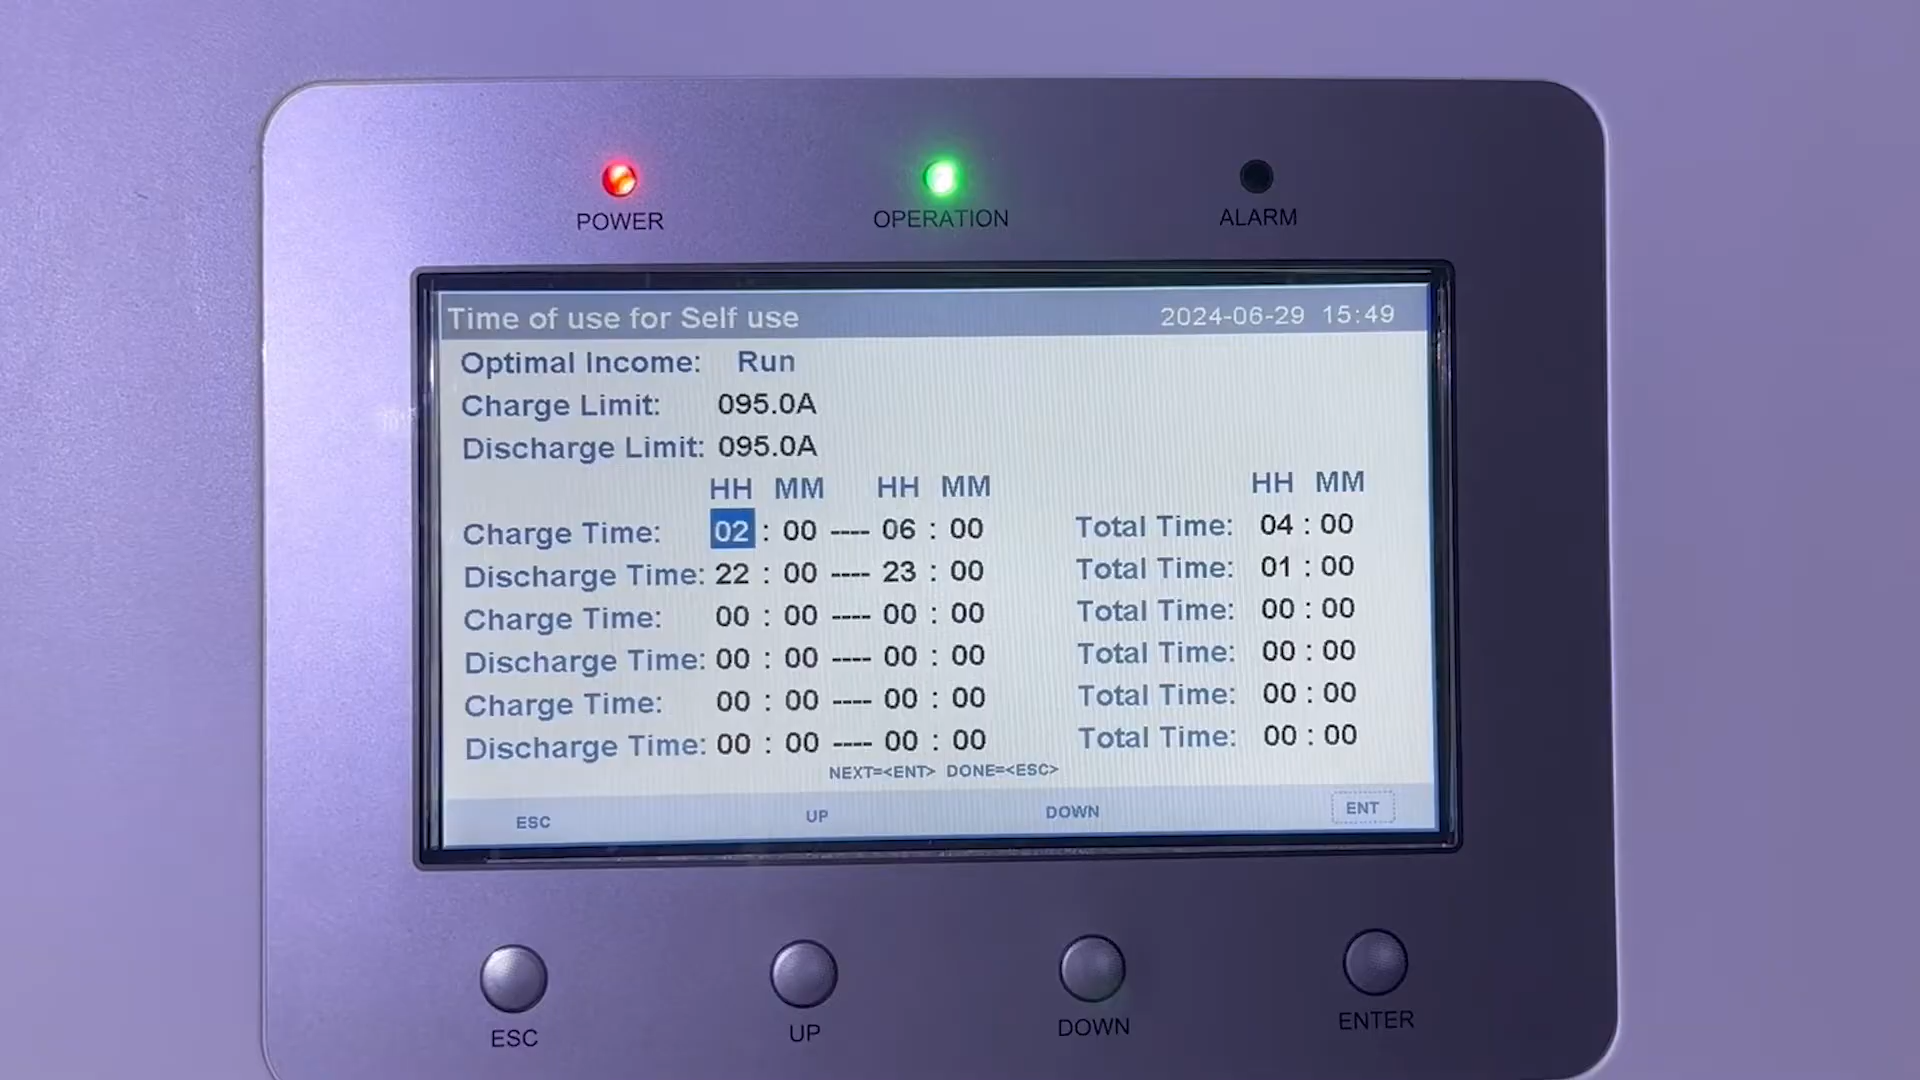 POWER OPERATION ALARM
Time of use for Self use 2024-06-29 15:49
Optimal Income: Run
Charge Limit: 095.0A
Discharge Limit: 095.0A
HH MM HH MM HH MM
Charge Time: 02 : 00 ---- 06 : 00 Total Time: 04 : 00
Discharge Time: 22 : 00 ---- 23 : 00 Total Time: 01 : 00
Charge Time: 00 : 00 ---- 00 : 00 Total Time: 00 : 00
Discharge Time: 00 : 00 ---- 00 : 00 Total Time: 00 : 00
Charge Time: 00 : 00 ---- 00 : 00 Total Time: 00 : 00
Discharge Time: 00 : 00 ---- 00 : 00 Total Time: 00 : 00
NEXT=<ENT> DONE=<ESC>
ESC UP DOWN ENT
ESC UP DOWN ENTER